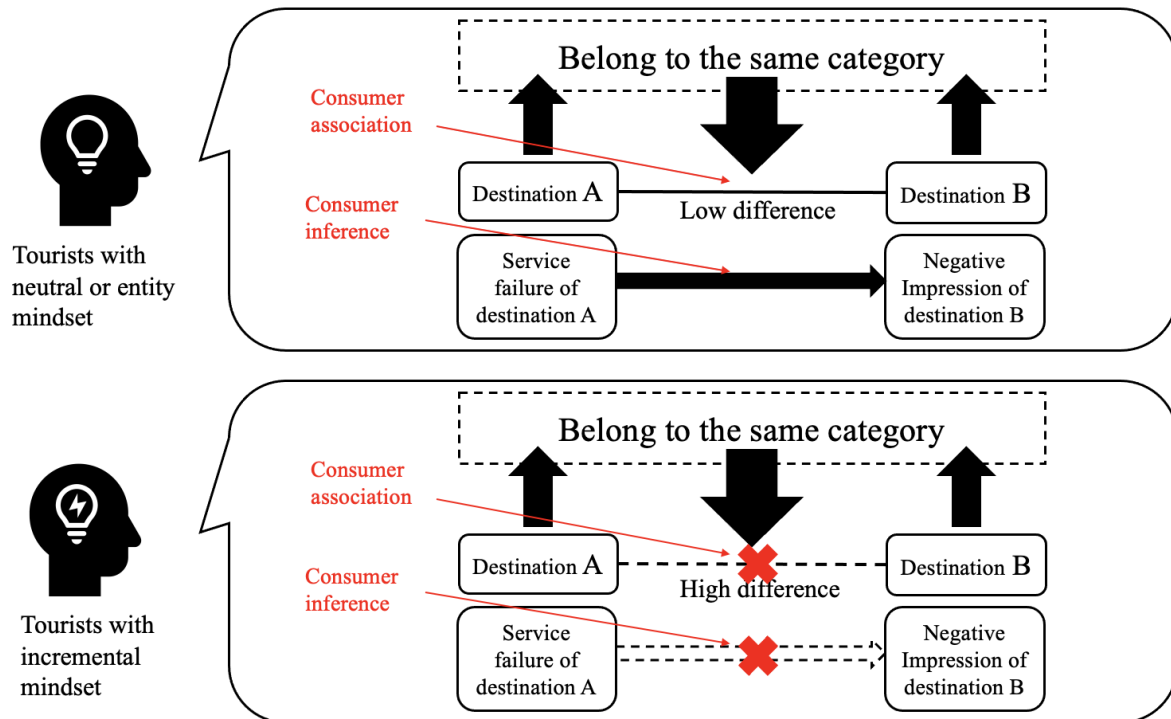 Belong to the same category
Consumer
association
Destination A
Destination B
Low difference
Consumer
inference
Service
failure of
destination A
Negative
Impression of
destination B
Tourists with
neutral or entity
mindset
Belong to the same category
Consumer
association
Destination A
Destination B
High difference
Consumer
inference
Service
failure of
destination A
Negative
Impression of
destination B
Tourists with
incremental
mindset